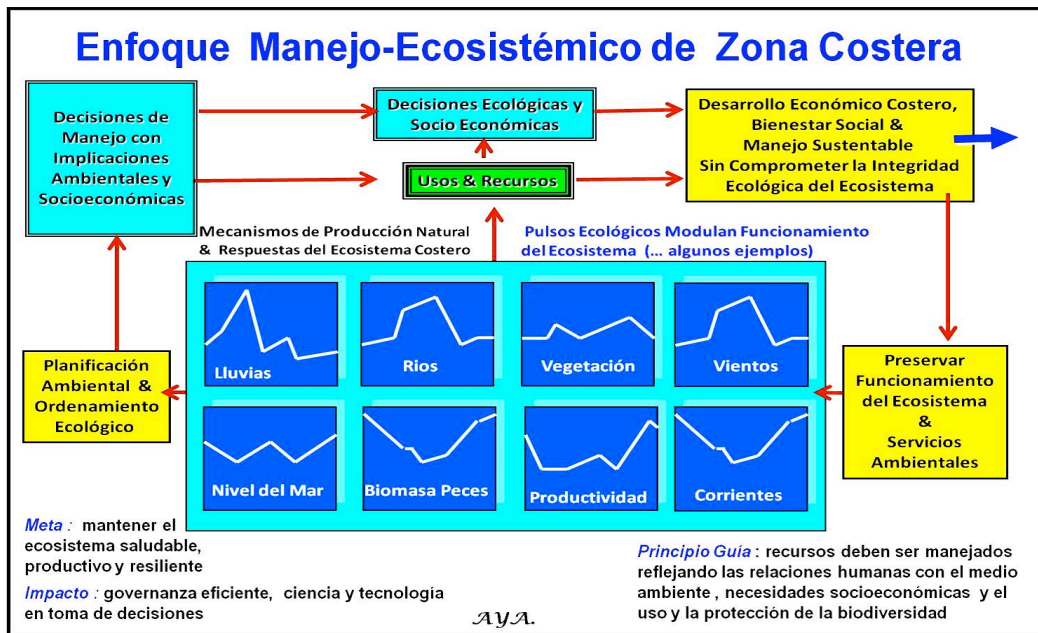 Enfoque Manejo-Ecosistémico de Zona Costera
Decisiones de
Manejo con
Implicaciones
Ambientales y
Socioeconómicas
Decisiones Ecológicas y
Socio Económicas
Usos & Recursos
Desarrollo Económico Costero,
Bienestar Social &
Manejo Sustentable
Sin Comprometer la Integridad
Ecológica del Ecosistema
Mecanismos de Producción Natural
& Respuestas del Ecosistema Costero
Pulsos Ecológicos Modulan Funcionamiento
del Ecosistema (... algunos ejemplos)
Lluvias
Rios
Vegetación
Vientos
Nivel del Mar
Biomasa Peces
Productividad
Corrientes
Planificación
Ambiental &
Ordenamiento
Ecológico
Preservar
Funcionamiento
del Ecosistema
&
Servicios
Ambientales
Meta : mantener el
ecosistema saludable,
productivo y resiliente
Impacto : governanza eficiente, ciencia y tecnología
en toma de decisiones
AYA.
Principio Guía : recursos deben ser manejados
reflejando las relaciones humanas con el medio
ambiente , necesidades socioeconómicas y el
uso y la protección de la biodiversidad